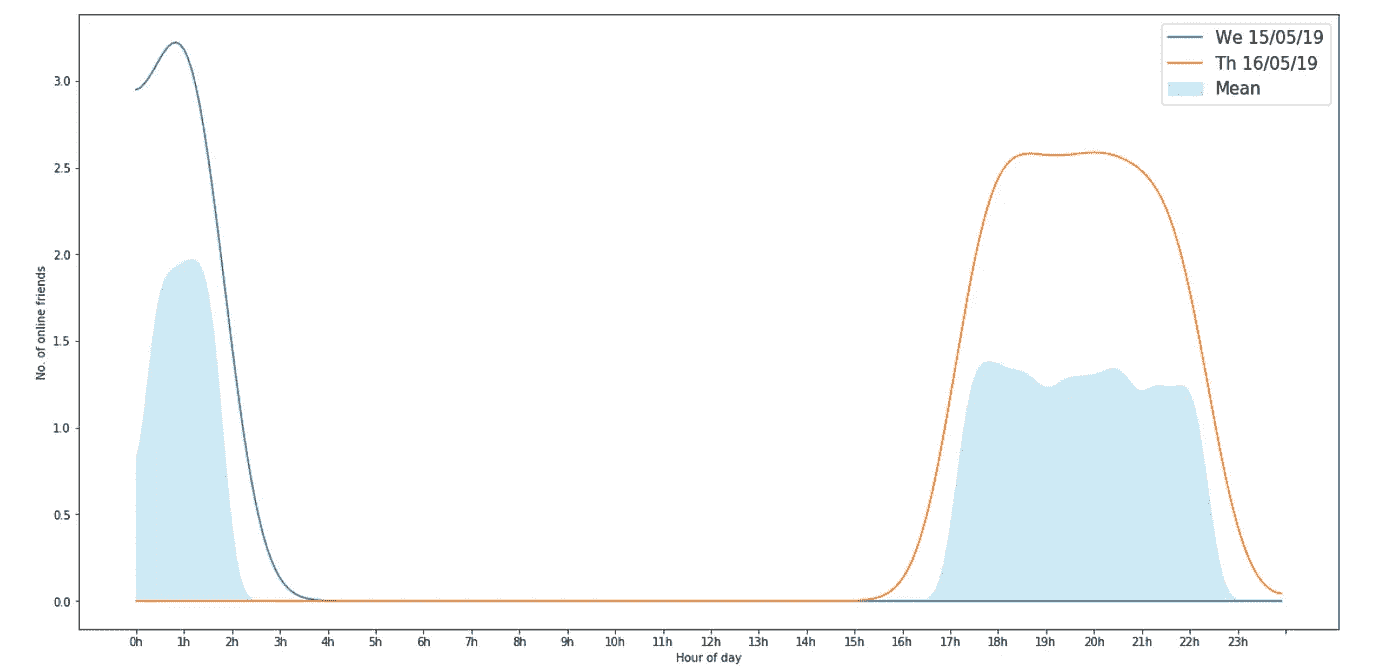 We 15/05/19
Th 16/05/19
Mean
3.0
2.5
2.0
1.5
1.0
0.5
0.0
No. of online friends
0h 1h 2h 3h 4h 5h 6h 7h 8h 9h 10h 11h 12h 13h 14h 15h 16h 17h 18h 19h 20h 21h 22h 23h
Hour of day